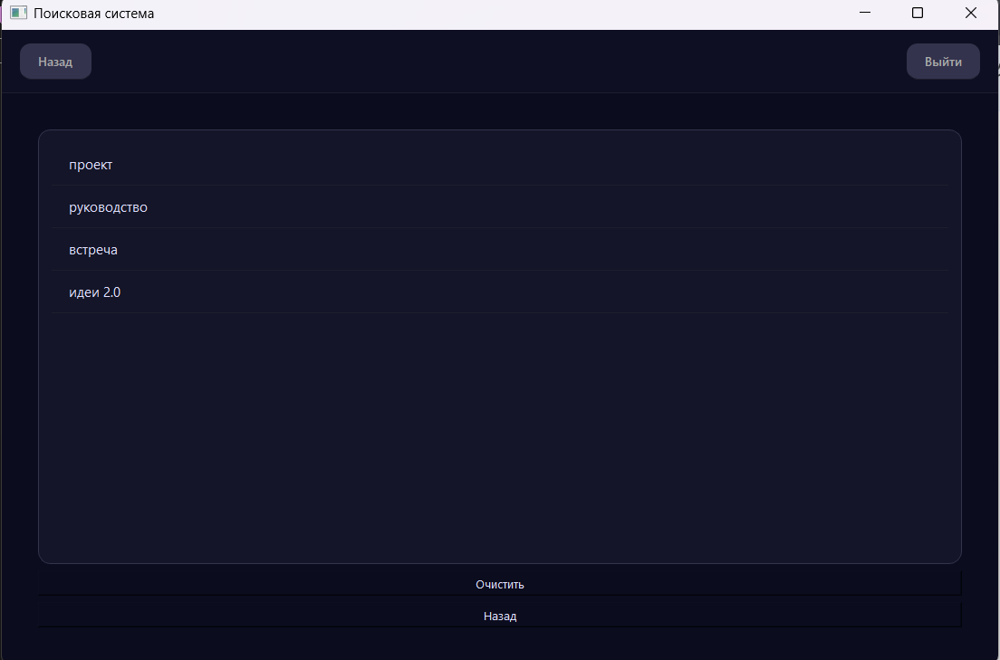 Поисковая система
Назад
Выйти
проект
руководство
встреча
идеи 2.0
Очистить
Назад